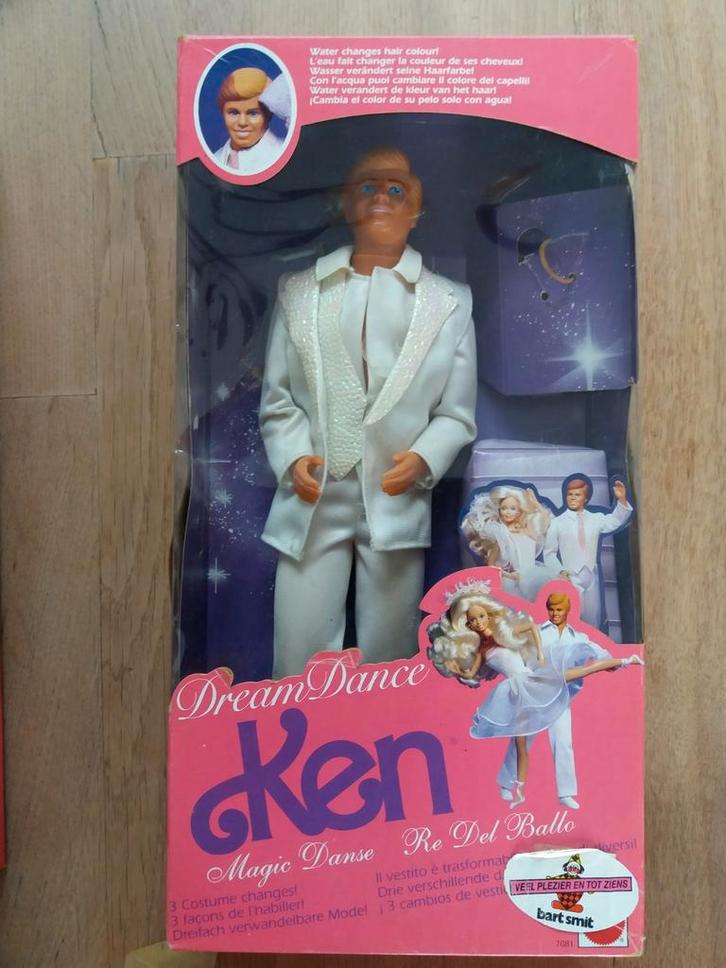 Water changes hair colour!
L'eau fait changer la couleur de ses cheveux!
Wasser verändert seine Haarfarbe!
Con l'acqua puoi cambiare il colore dei capelli!
Water verandert de kleur van het haar!
¡Cambia el color de su pelo solo con agua!
Dream Dance
Ken
Magic Danse
Re Del Ballo
3 Costume changes!
3 façons de l'habiller!
Dreifach verwandelbare Mode!
Il vestito è trasformab
Drie verschillende
¡ 3 cambios de
VEEL PLEZIER EN TOT ZIENS
bart smit
7081